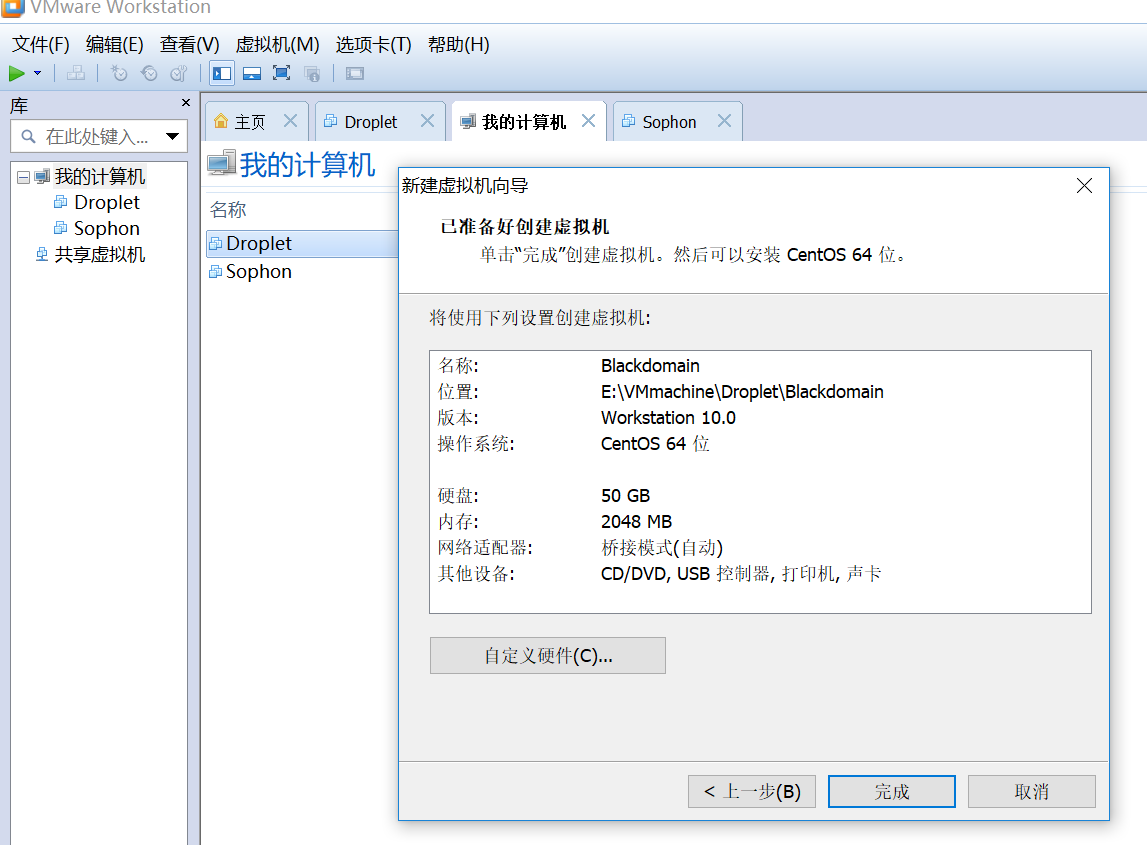 VMware Workstation
文件(F) 编辑(E) 查看(V) 虚拟机(M) 选项卡(T) 帮助(H)
库
在此处键入...
我的计算机
Droplet
Sophon
共享虚拟机
主页 Droplet 我的计算机 Sophon
我的计算机
名称
Droplet
Sophon
新建虚拟机向导
已准备好创建虚拟机
单击“完成”创建虚拟机。然后可以安装 CentOS 64 位。
将使用下列设置创建虚拟机:
名称: Blackdomain
位置: E:\VMmachine\Droplet\Blackdomain
版本: Workstation 10.0
操作系统: CentOS 64 位
硬盘: 50 GB
内存: 2048 MB
网络适配器: 桥接模式(自动)
其他设备: CD/DVD, USB 控制器, 打印机, 声卡
自定义硬件(C)...
< 上一步(B) 完成 取消